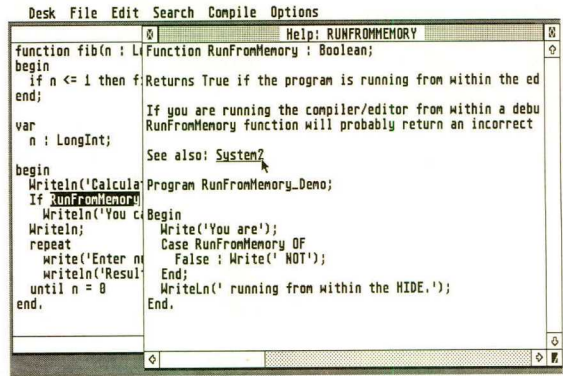 Desk File Edit Search Compile Options
Help: RUNFROMMEMORY
function fib(n : L
begin
if n <= 1 then f
end;
var
n : LongInt;
begin
Writeln('Calcula
If RunFromMemory
Writeln('You c
Writeln;
repeat
write('Enter n
writeln('Resul
until n = 0
end.
Function RunFromMemory : Boolean;
Returns True if the program is running from within the ed
If you are running the compiler/editor from within a debu
RunFromMemory function will probably return an incorrect
See also: System2
Program RunFromMemory_Demo;
Begin
Write('You are');
Case RunFromMemory OF
False : Write(' NOT');
End;
WriteLn(' running from within the HIDE.');
End.